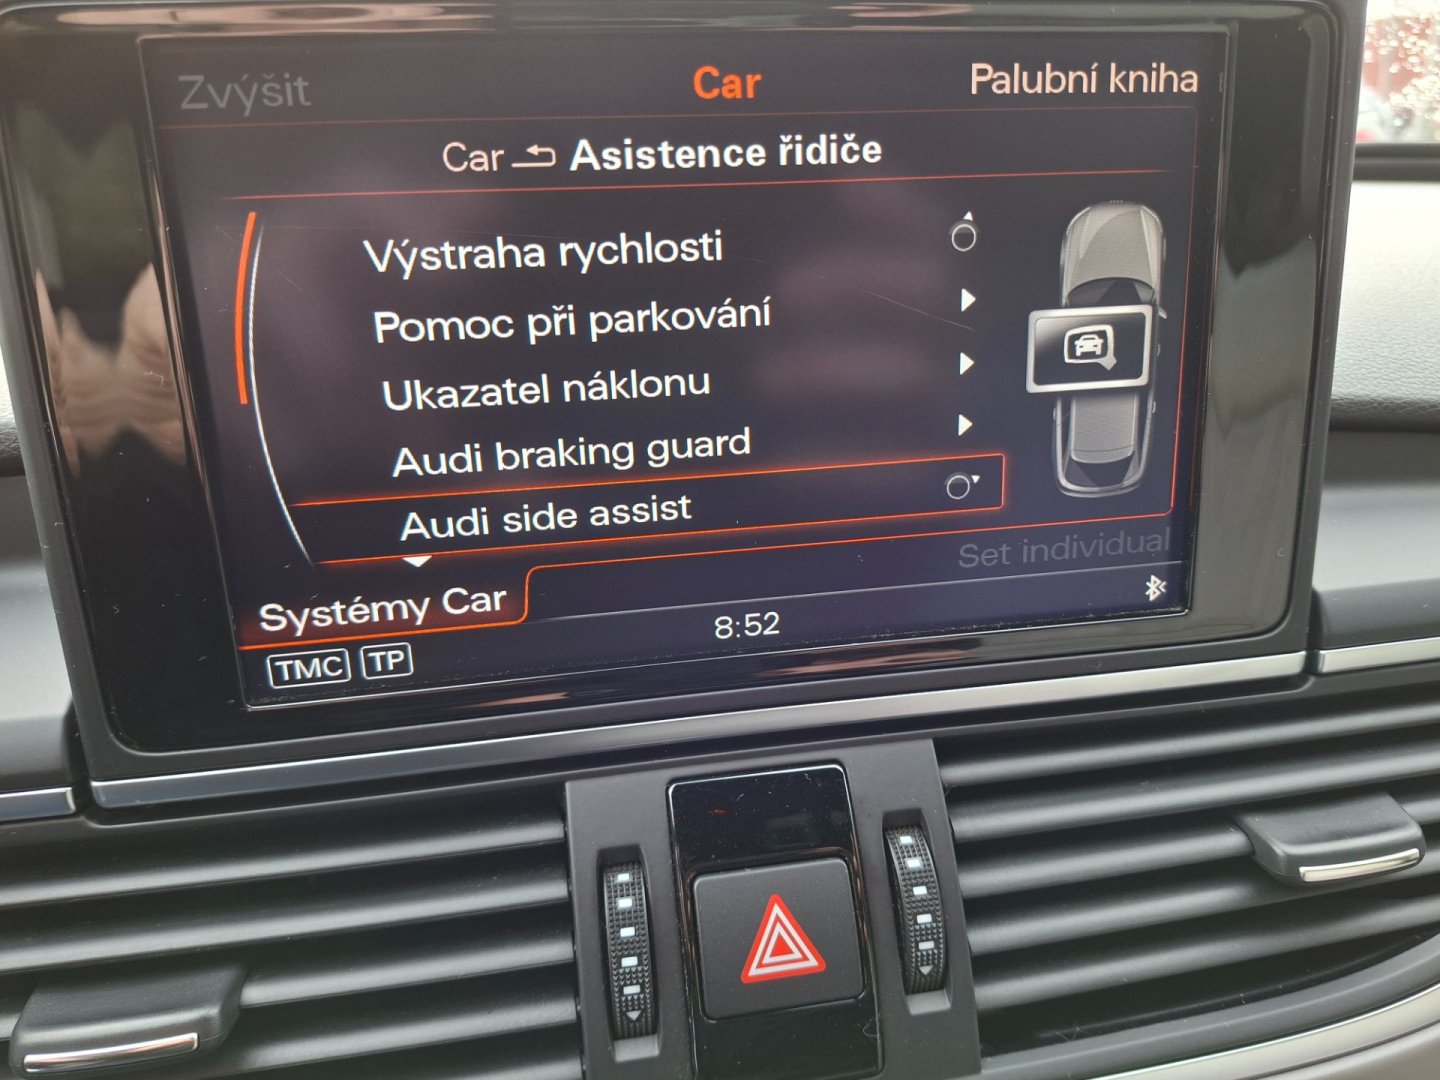 Zvýšit
Car
Palubní kniha
Car Asistence řidiče
Výstraha rychlosti
Pomoc při parkování
Ukazatel náklonu
Audi braking guard
Audi side assist
Set individual
Systémy Car
8:52
TMC TP